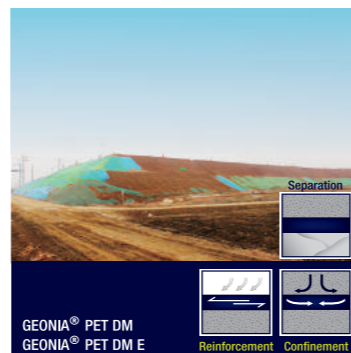 Separation
GEONIA® PET DM
GEONIA® PET DM E
Reinforcement Confinement